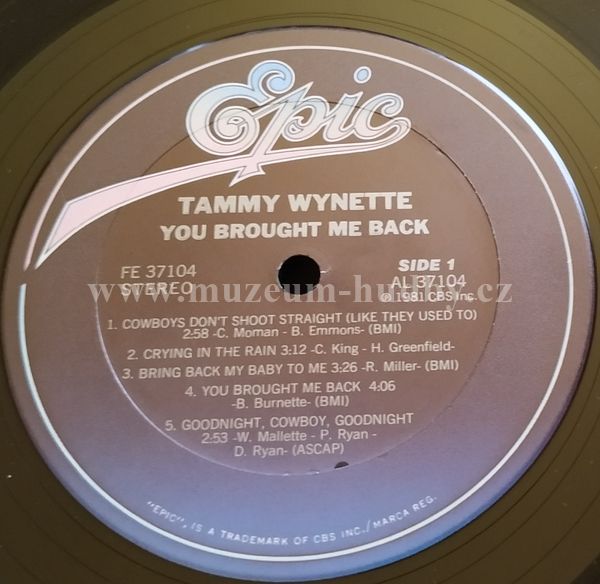 Epic
TAMMY WYNETTE
YOU BROUGHT ME BACK
FE 37104
STEREO
SIDE 1
AL 37104
℗ 1981 CBS Inc.
www.muzeum-hudby.cz
1. COWBOYS DON'T SHOOT STRAIGHT (LIKE THEY USED TO)
2:58 -C. Moman - B. Emmons- (BMI)
2. CRYING IN THE RAIN 3:12 -C. King - H. Greenfield-
3. BRING BACK MY BABY TO ME 3:26 -R. Miller- (BMI)
4. YOU BROUGHT ME BACK 4:06
-B. Burnette- (BMI)
5. GOODNIGHT, COWBOY, GOODNIGHT
2:53 -W. Mallette - P. Ryan -
D. Ryan- (ASCAP)
"EPIC", IS A TRADEMARK OF CBS INC./MARCA REG.